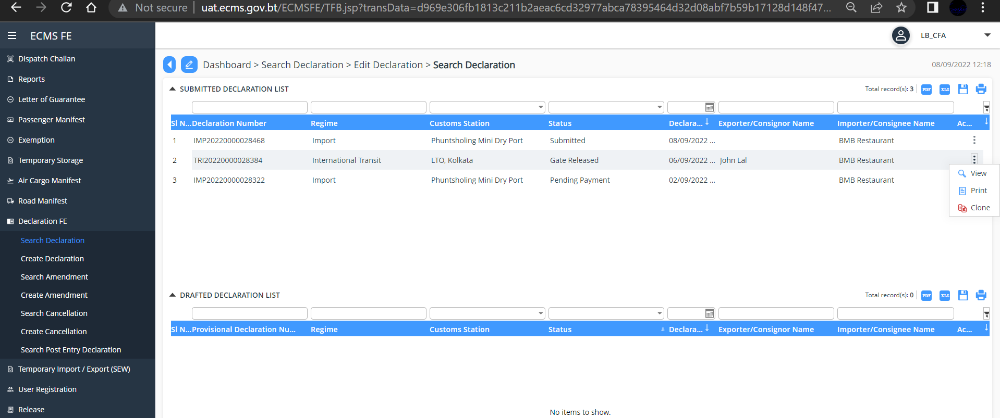 Not secure | uat.ecms.gov.bt/ECMSFE/TFB.jsp?transData=d969e306fb1813c211b2aeac6cd32977abca78395464d32d08abf7b59b17128d148f47...
ECMS FE
LB_CFA
Dispatch Challan
Reports
Letter of Guarantee
Passenger Manifest
Exemption
Temporary Storage
Air Cargo Manifest
Road Manifest
Declaration FE
Search Declaration
Create Declaration
Search Amendment
Create Amendment
Search Cancellation
Create Cancellation
Search Post Entry Declaration
Temporary Import / Export (SEW)
User Registration
Release
Dashboard > Search Declaration > Edit Declaration > Search Declaration
08/09/2022 12:18
SUBMITTED DECLARATION LIST
Total record(s): 3
PDF XLS
Sl N... Declaration Number Regime Customs Station Status Declara... Exporter/Consignor Name Importer/Consignee Name Ac...
1 IMP20220000028468 Import Phuntsholing Mini Dry Port Submitted 08/09/2022 ... BMB Restaurant
2 TRI20220000028384 International Transit LTO, Kolkata Gate Released 06/09/2022 ... John Lal BMB Restaurant
3 IMP20220000028322 Import Phuntsholing Mini Dry Port Pending Payment 02/09/2022 ... BMB Restaurant
View
Print
Clone
DRAFTED DECLARATION LIST
Total record(s): 0
PDF XLS
Sl N... Provisional Declaration Nu... Regime Customs Station Status Declara... Exporter/Consignor Name Importer/Consignee Name Ac...
No items to show.